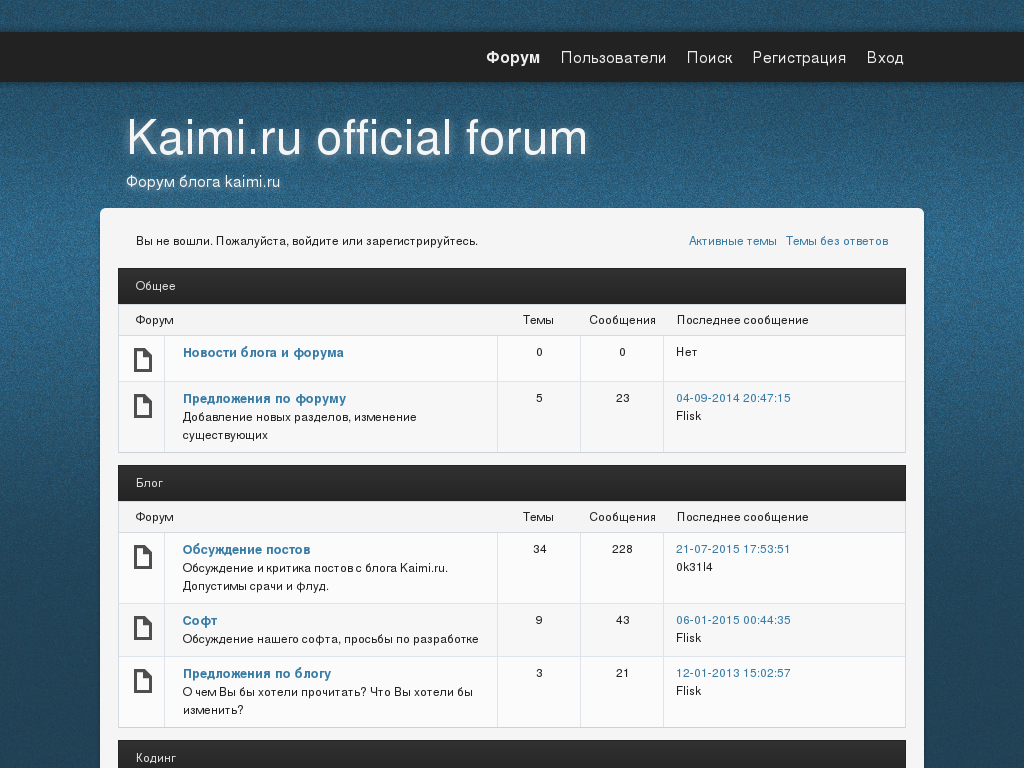 Форум Пользователи Поиск Регистрация Вход
Kaimi.ru official forum
Форум блога kaimi.ru
Вы не вошли. Пожалуйста, войдите или зарегистрируйтесь. Активные темы Темы без ответов
Общее
Форум Темы Сообщения Последнее сообщение
Новости блога и форума 0 0 Нет
Предложения по форуму 5 23 04-09-2014 20:47:15
Добавление новых разделов, изменение Flisk
существующих
Блог
Форум Темы Сообщения Последнее сообщение
Обсуждение постов 34 228 21-07-2015 17:53:51
Обсуждение и критика постов с блога Kaimi.ru. 0k31l4
Допустимы срачи и флуд.
Софт 9 43 06-01-2015 00:44:35
Обсуждение нашего софта, просьбы по разработке Flisk
Предложения по блогу 3 21 12-01-2013 15:02:57
О чем Вы бы хотели прочитать? Что Вы хотели бы Flisk
изменить?
Кодинг